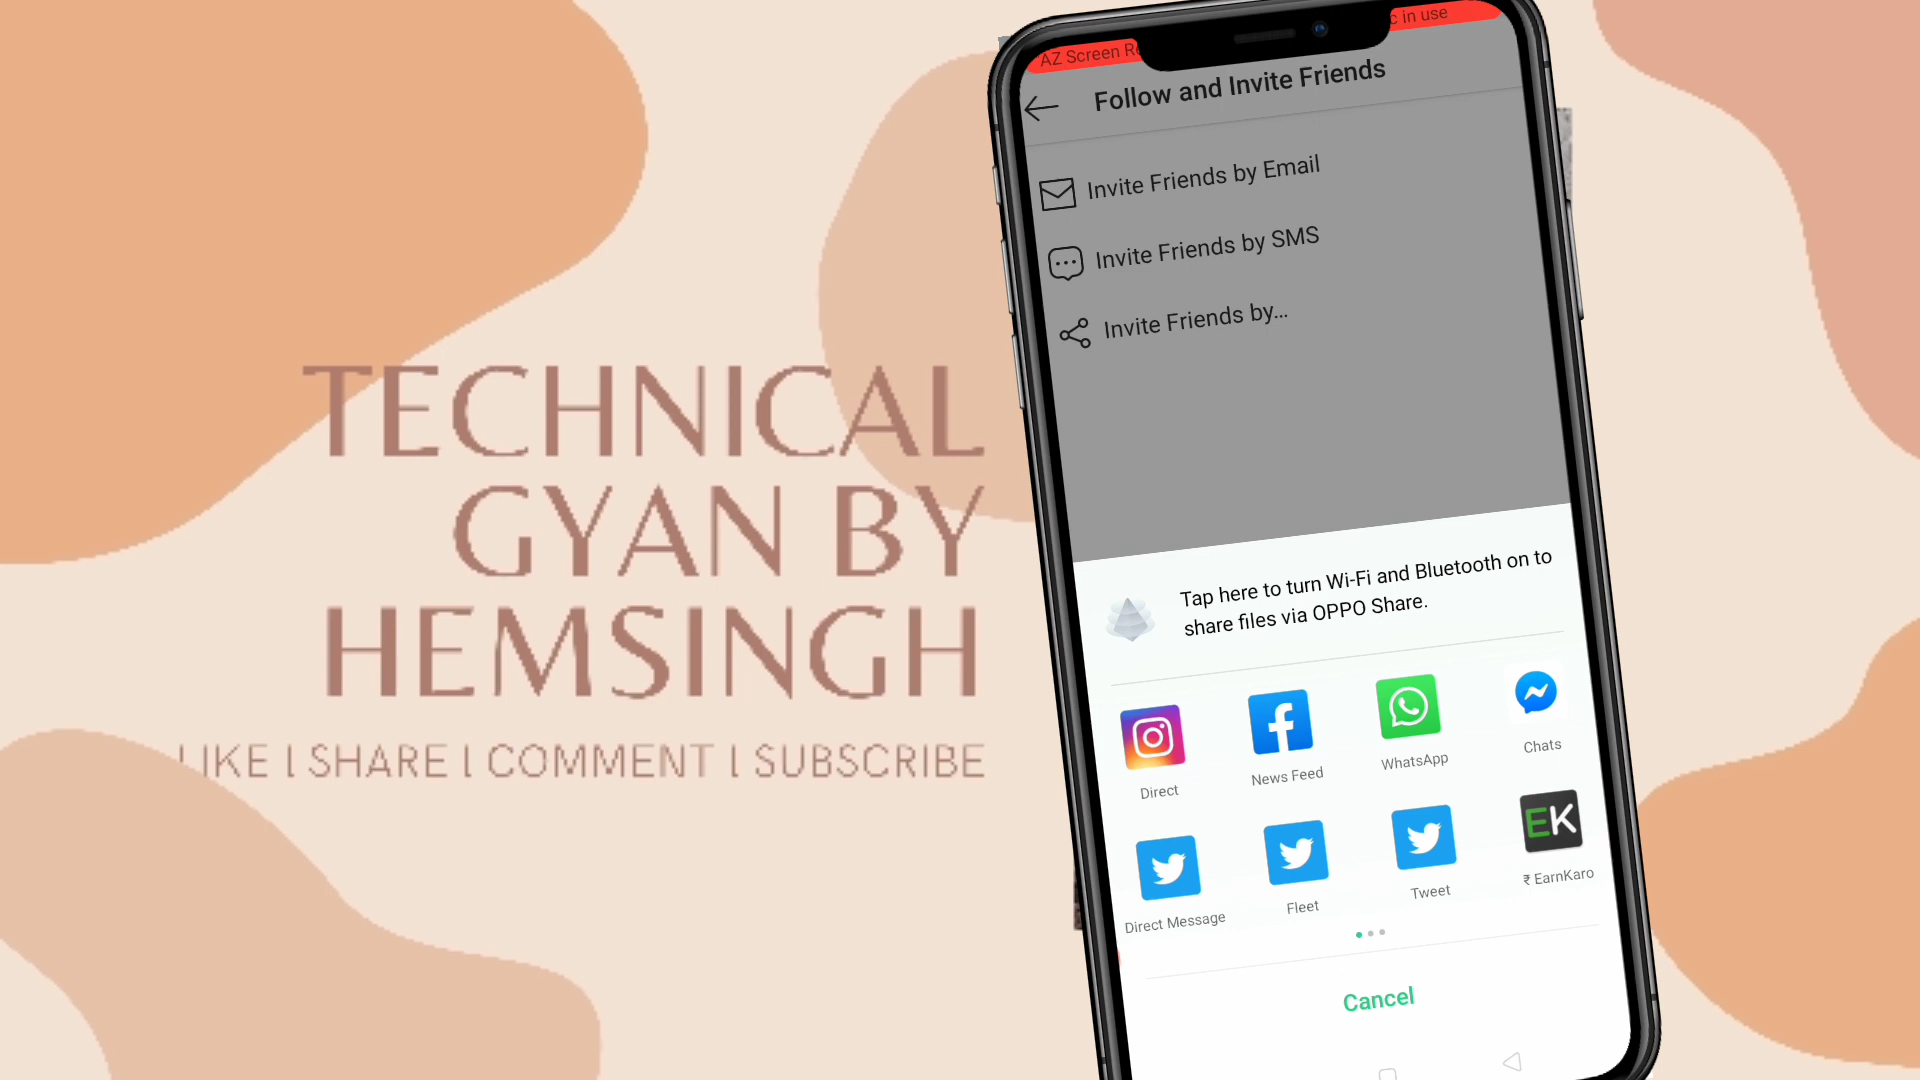 TECHNICAL
GYAN BY
HEMSINGH
LIKE l SHARE l COMMENT l SUBSCRIBE
AZ Screen
in use
Follow and Invite Friends
Invite Friends by Email
Invite Friends by SMS
Invite Friends by...
Tap here to turn Wi-Fi and Bluetooth on to
share files via OPPO Share.
Direct
News Feed
WhatsApp
Chats
EK
Direct Message
Fleet
Tweet
₹ EarnKaro
Cancel